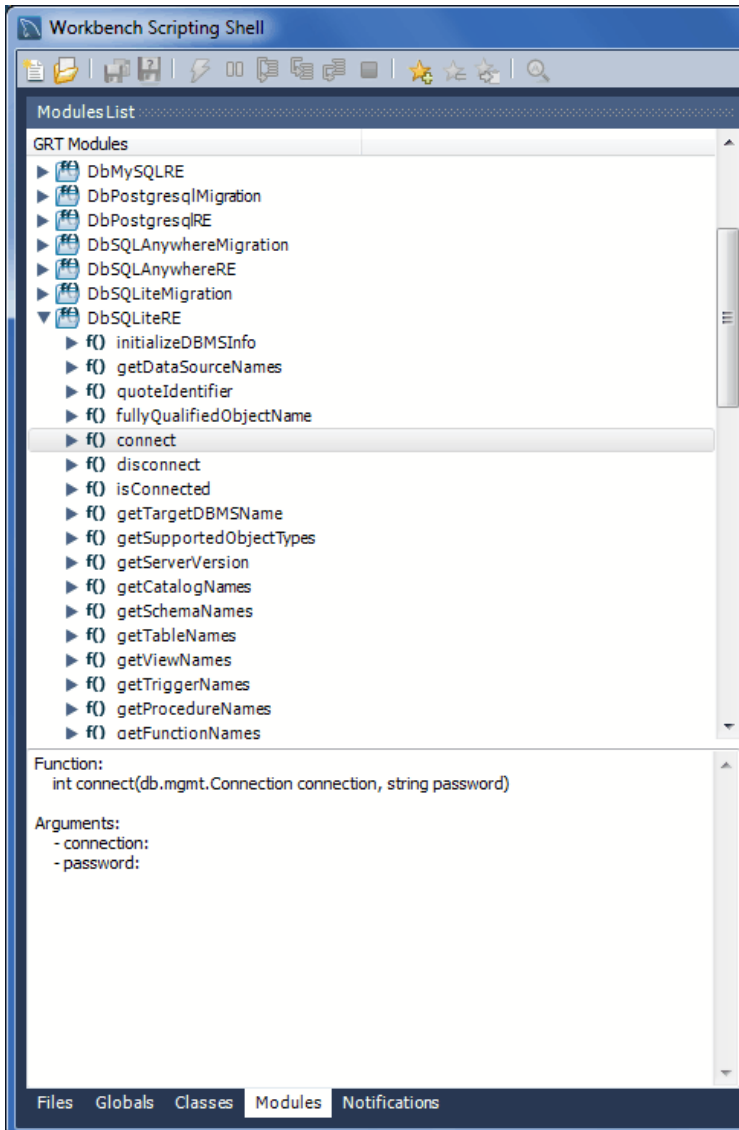 Workbench Scripting Shell
Modules List
GRT Modules
DbMySQLRE
DbPostgresqlMigration
DbPostgresqlRE
DbSQLAnywhereMigration
DbSQLAnywhereRE
DbSQLiteMigration
DbSQLiteRE
f() initializeDBMSInfo
f() getDataSourceNames
f() quoteIdentifier
f() fullyQualifiedObjectName
f() connect
f() disconnect
f() isConnected
f() getTargetDBMSName
f() getSupportedObjectTypes
f() getServerVersion
f() getCatalogNames
f() getSchemaNames
f() getTableNames
f() getViewNames
f() getTriggerNames
f() getProcedureNames
f() getFunctionNames
Function:
int connect(db.mgmt.Connection connection, string password)
Arguments:
- connection:
- password:
Files Globals Classes Modules Notifications